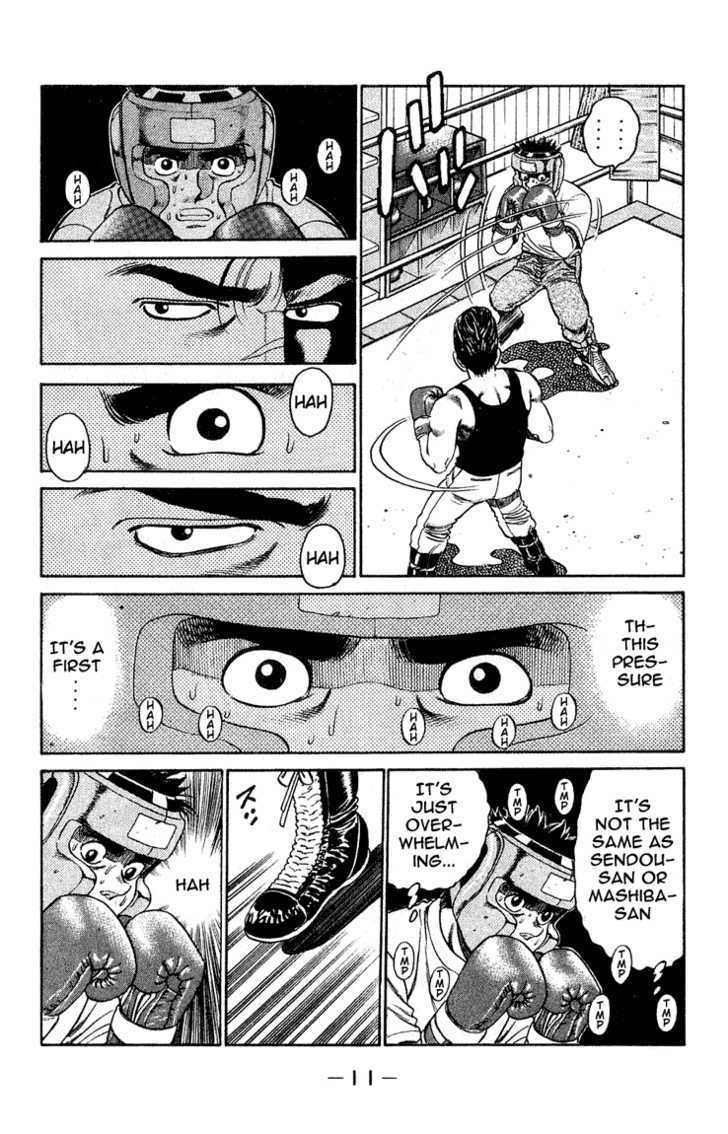 . . . .
HAH
HAH
HAH
HAH
HAH
HAH
TH-
THIS
PRES-
SURE
IT'S A
FIRST
. . . .
HAH
HAH
HAH
HAH
HAH
IT'S
NOT THE
SAME AS
SENDOU-
SAN OR
MASHIBA-
SAN
TMP
TMP
IT'S
JUST
OVER-
WHELM-
ING...
TMP
TMP
TMP
TMP
HAH
—11—